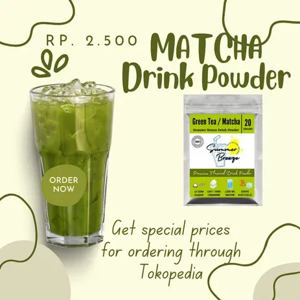 RP. 2.500
MATCHA
Drink Powder
Green Tea / Matcha
20
Summer
Breeze
ORDER
NOW
Get special prices
for ordering through
Tokopedia